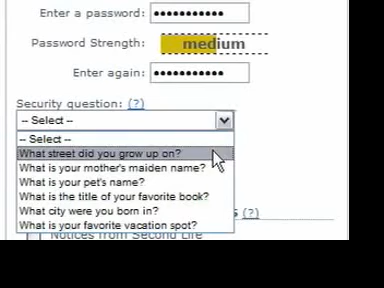 Enter a password: •••••••••••
Password Strength: medium
Enter again: •••••••••••
Security question: (?)
-- Select --
-- Select --
What street did you grow up on?
What is your mother's maiden name?
What is your pet's name?
What is the title of your favorite book?
What city were you born in?
What is your favorite vacation spot?
(?)
Notices from Second Life